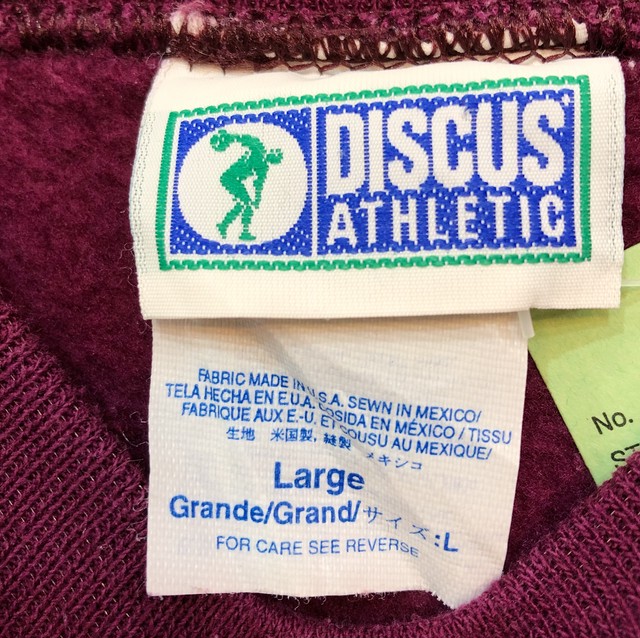 DISCUS
ATHLETIC
FABRIC MADE IN U.S.A. SEWN IN MEXICO/
TELA HECHA EN E.U.A. COSIDA EN MÉXICO / TISSU
FABRIQUE AUX E.-U. ET COUSU AU MEXIQUE/
生地 米国製, 縫製 メキシコ
Large
Grande/Grand/サイズ:L
FOR CARE SEE REVERSE
No.